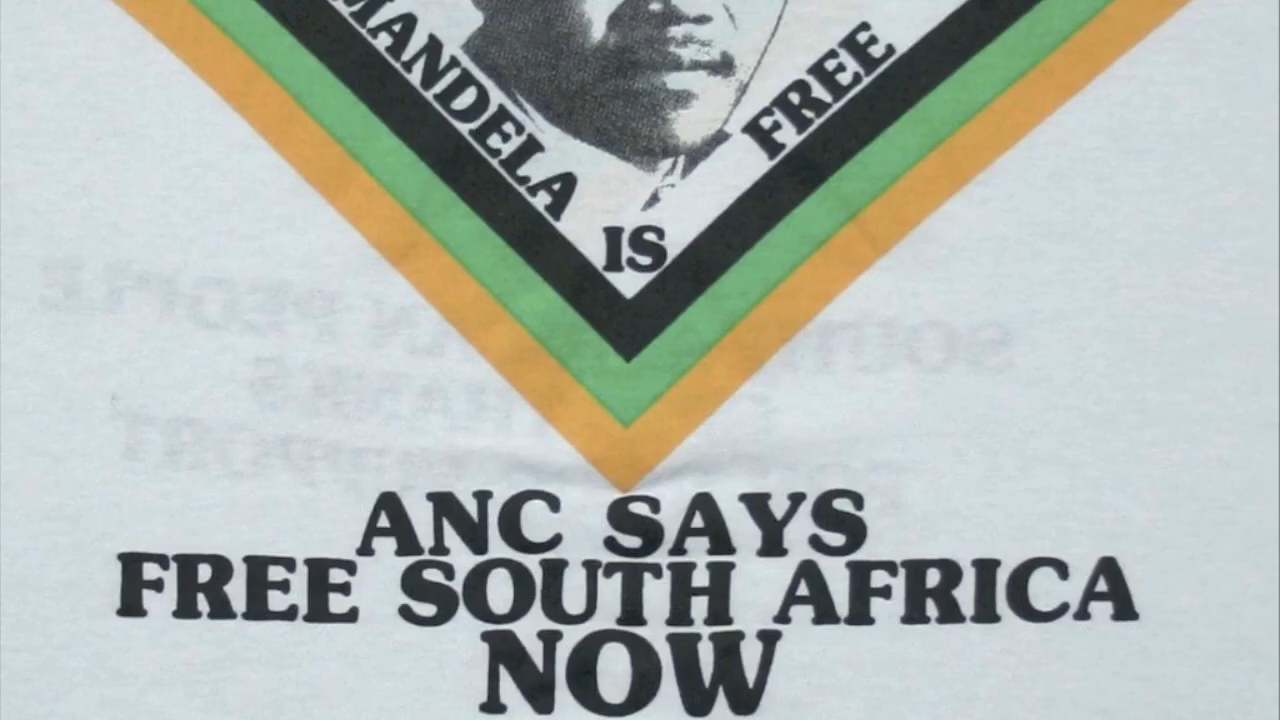 MANDELA
IS
FREE
ANC SAYS
FREE SOUTH AFRICA
NOW